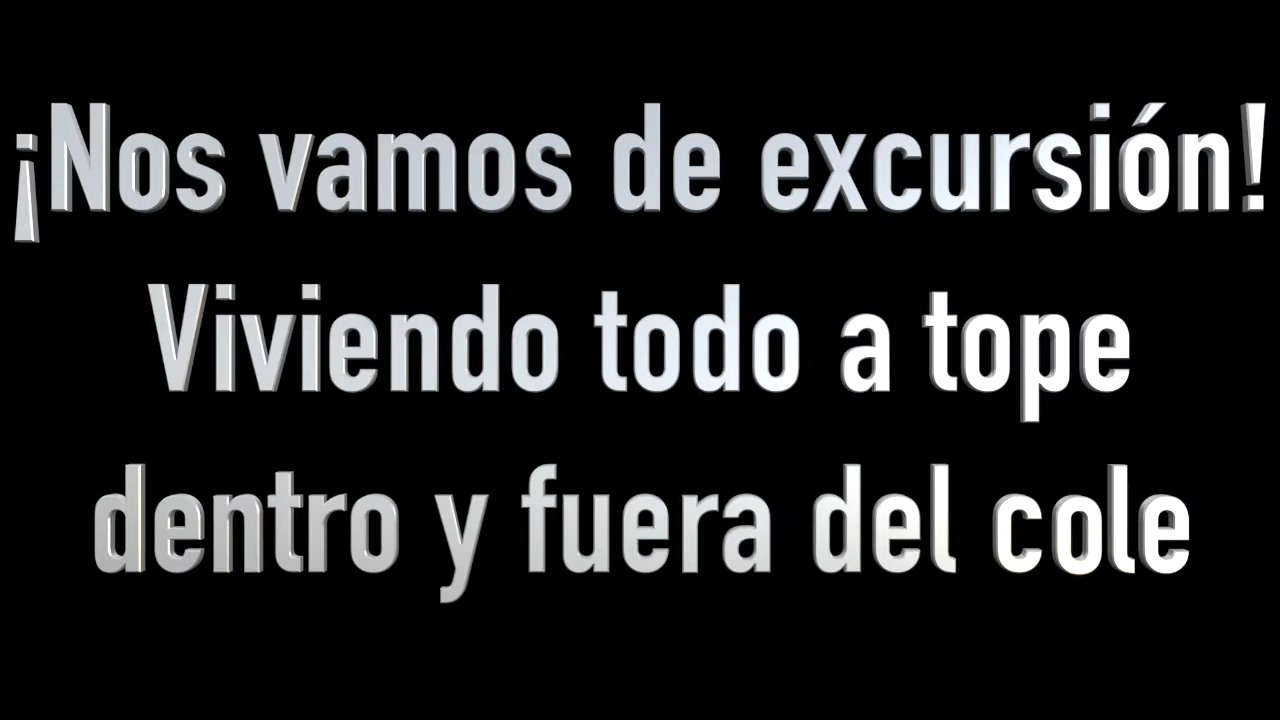 ¡Nos vamos de excursión!
Viviendo todo a tope
dentro y fuera del cole